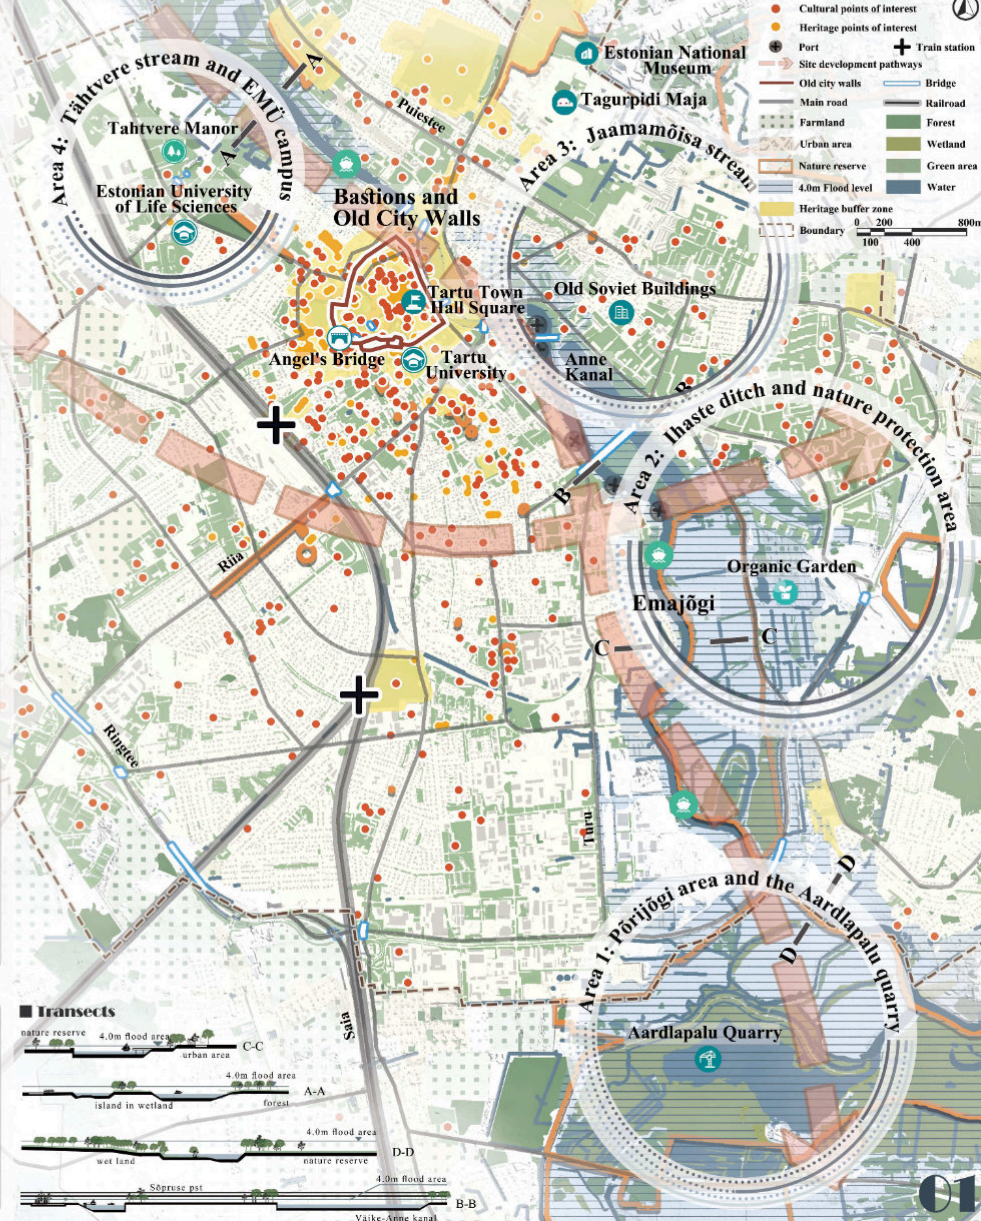 Cultural points of interest
Heritage points of interest
Port
Train station
Site development pathways
Old city walls
Bridge
Main road
Railroad
Farmland
Forest
Urban area
Wetland
Nature reserve
Green area
4.0m Flood level
Water
Heritage buffer zone
Boundary
0 200 800m
100 400
Estonian National
Museum
Tagurpidi Maja
A
Puiestee
Area 4: Tähtvere stream and EMÜ campus
Tahtvere Manor
A
Estonian University
of Life Sciences
Bastions and
Old City Walls
Area 3: Jaamamõisa stream
Tartu Town
Hall Square
Old Soviet Buildings
Angel's Bridge
Tartu
University
Anne
Kanal
B
Area 2: Ihaste ditch and nature protection area
B
Riia
Organic Garden
Emajõgi
C
C
Ringtee
Turu
D
Area 1: Põrijõgi area and the Aardlapalu quarry
D
Saia
Aardlapalu Quarry
Transects
nature reserve
4.0m flood area
urban area
C-C
4.0m flood area
island in wetland
forest
A-A
4.0m flood area
wet land
nature reserve
D-D
4.0m flood area
Sõpruse pst
Väike-Anne kanal
B-B
01